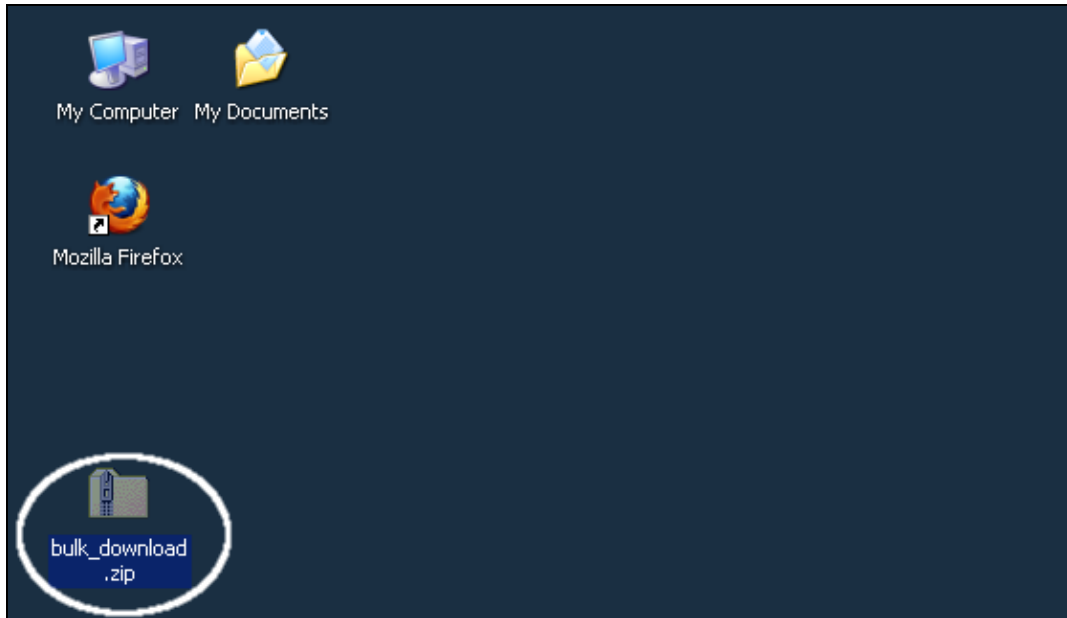 My Computer
My Documents
Mozilla Firefox
bulk_download
.zip